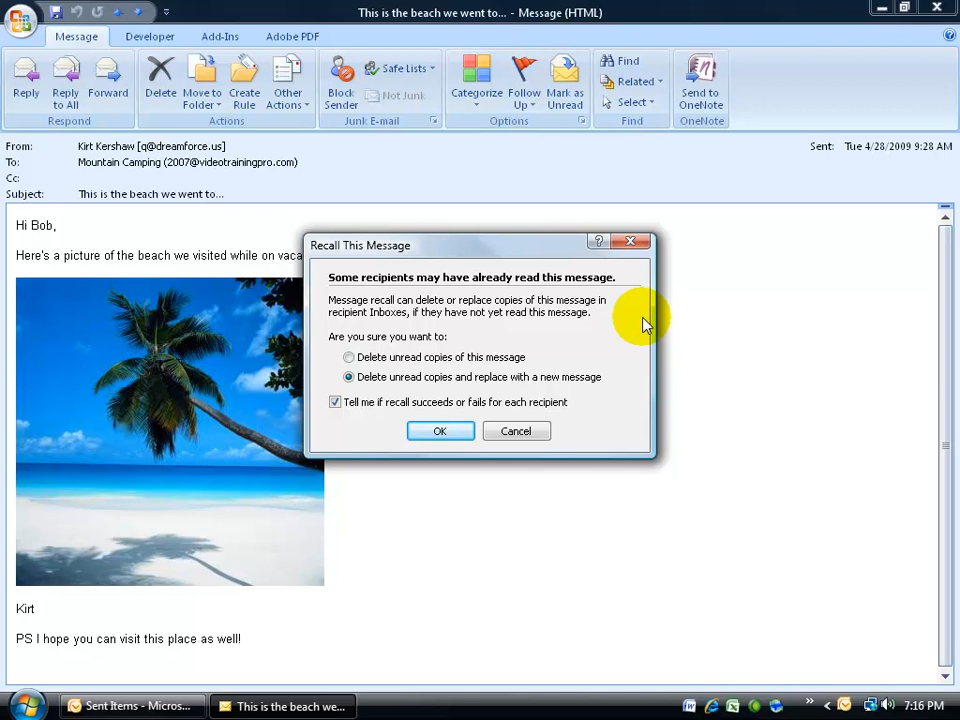 This is the beach we went to... - Message (HTML)
Message Developer Add-Ins Adobe PDF
Reply
Reply to All
Forward
Respond
Delete
Move to Folder
Create Rule
Other Actions
Actions
Block Sender
Safe Lists
Not Junk
Junk E-mail
Categorize
Follow Up
Mark as Unread
Options
Find
Related
Select
Find
Send to OneNote
OneNote
From: Kirt Kershaw [q@dreamforce.us] Sent: Tue 4/28/2009 9:28 AM
To: Mountain Camping (2007@videotrainingpro.com)
Cc:
Subject: This is the beach we went to...
Hi Bob,
Here's a picture of the beach we visited while on vaca
Recall This Message
Some recipients may have already read this message.
Message recall can delete or replace copies of this message in
recipient Inboxes, if they have not yet read this message.
Are you sure you want to:
Delete unread copies of this message
Delete unread copies and replace with a new message
Tell me if recall succeeds or fails for each recipient
OK Cancel
Kirt
PS I hope you can visit this place as well!
Sent Items - Micros... This is the beach we... 7:16 PM